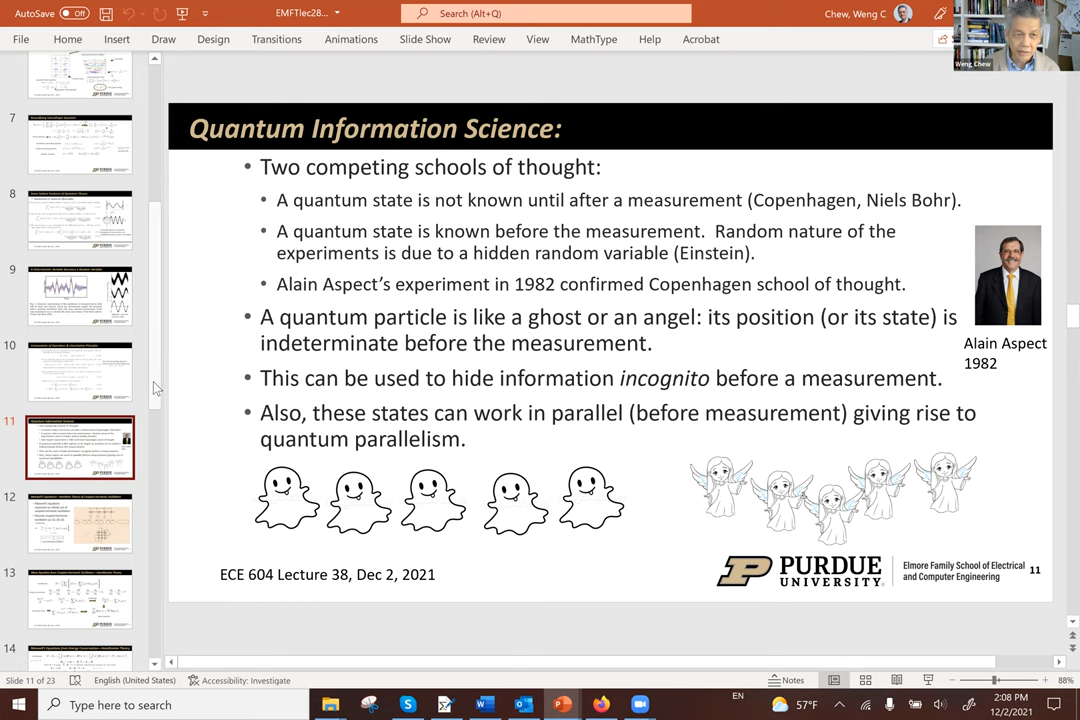 AutoSave
Off
EMFTlec28...
Search (Alt+Q)
Chew, Weng C
File
Home
Insert
Draw
Design
Transitions
Animations
Slide Show
Review
View
MathType
Help
Acrobat
Weng Chew
7
8
9
10
11
12
13
14
Quantum Information Science:
• Two competing schools of thought:
• A quantum state is not known until after a measurement (Copenhagen, Niels Bohr).
• A quantum state is known before the measurement. Random nature of the
experiments is due to a hidden random variable (Einstein).
• Alain Aspect's experiment in 1982 confirmed Copenhagen school of thought.
• A quantum particle is like a ghost or an angel: its position (or its state) is
indeterminate before the measurement.
• This can be used to hide information incognito before a measurement.
• Also, these states can work in parallel (before measurement) giving rise to
quantum parallelism.
Alain Aspect
1982
ECE 604 Lecture 38, Dec 2, 2021
PURDUE
UNIVERSITY
Elmore Family School of Electrical
and Computer Engineering
11
Slide 11 of 23
English (United States)
Accessibility: Investigate
Notes
88%
Type here to search
57°F
EN
2:08 PM
12/2/2021